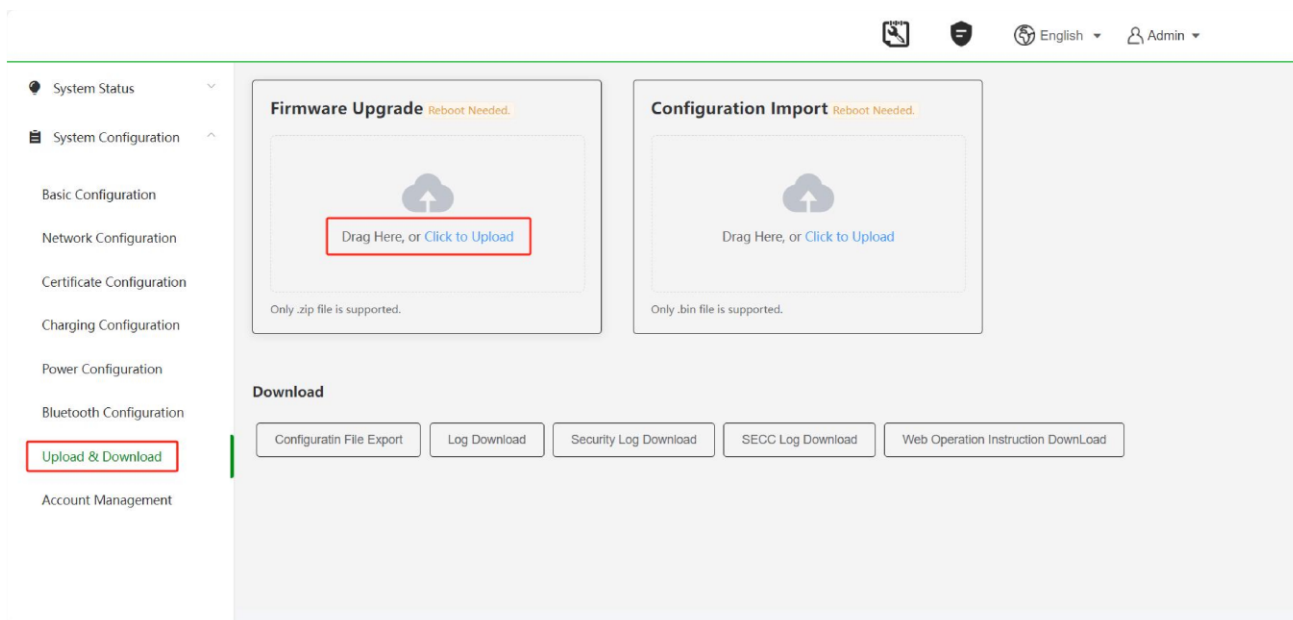 English
Admin
System Status
System Configuration
Basic Configuration
Network Configuration
Certificate Configuration
Charging Configuration
Power Configuration
Bluetooth Configuration
Upload & Download
Account Management
Firmware Upgrade Reboot Needed.
Drag Here, or Click to Upload
Only .zip file is supported.
Configuration Import Reboot Needed.
Drag Here, or Click to Upload
Only .bin file is supported.
Download
Configuratin File Export
Log Download
Security Log Download
SECC Log Download
Web Operation Instruction DownLoad